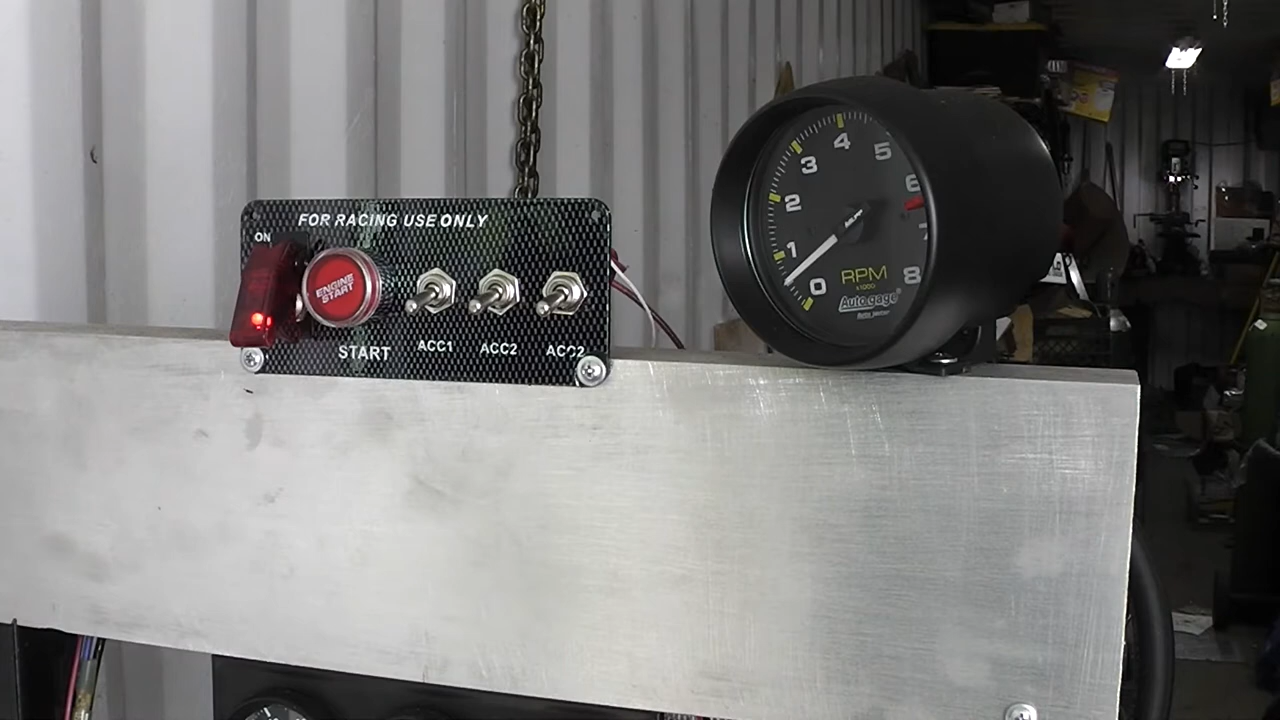 FOR RACING USE ONLY
ON
ENGINE
START
START
ACC1
ACC2
ACC2
0
1
2
3
4
5
6
7
8
RPM
x1000
Auto gage®